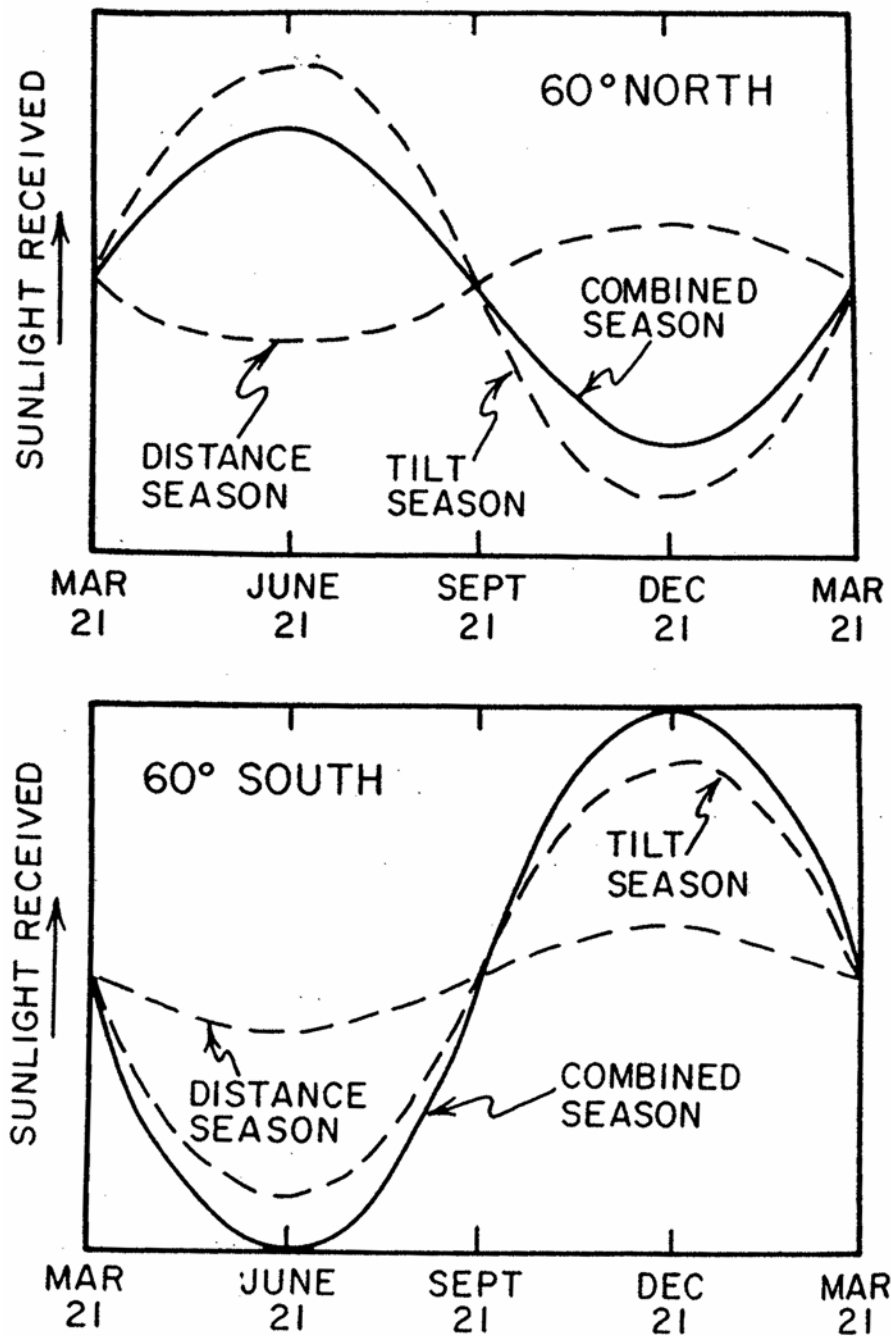 SUNLIGHT RECEIVED
60° NORTH
COMBINED
SEASON
DISTANCE
SEASON
TILT
SEASON
MAR
21
JUNE
21
SEPT
21
DEC
21
MAR
21
SUNLIGHT RECEIVED
60° SOUTH
TILT
SEASON
DISTANCE
SEASON
COMBINED
SEASON
MAR
21
JUNE
21
SEPT
21
DEC
21
MAR
21